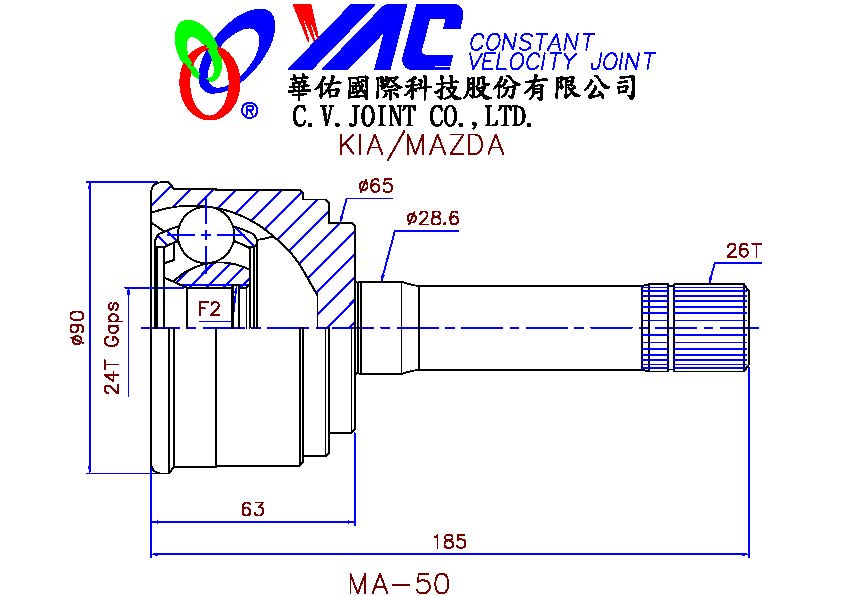 YAC
CONSTANT
VELOCITY JOINT
®
華佑國際科技股份有限公司
C.V.JOINT CO.,LTD.
KIA/MAZDA
ø65
ø28.6
26T
F2
ø90
24T Gaps
63
185
MA-50